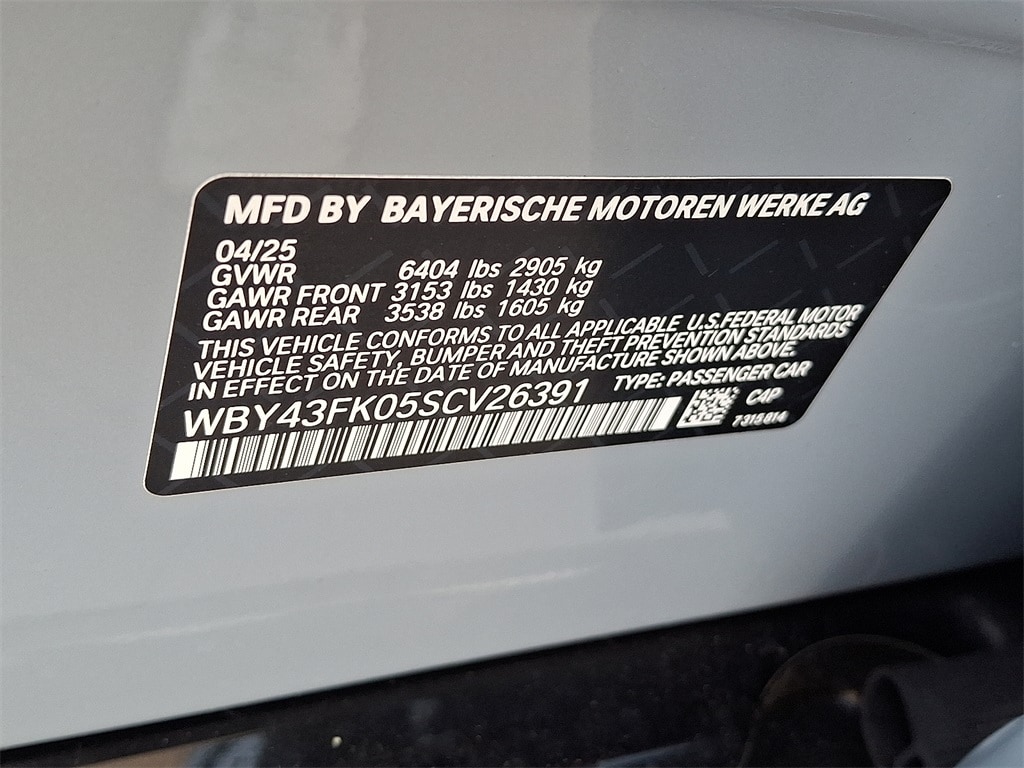 MFD BY BAYERISCHE MOTOREN WERKE AG
04/25
GVWR 6404 lbs 2905 kg
GAWR FRONT 3153 lbs 1430 kg
GAWR REAR 3538 lbs 1605 kg
THIS VEHICLE CONFORMS TO ALL APPLICABLE U.S. FEDERAL MOTOR
VEHICLE SAFETY, BUMPER AND THEFT PREVENTION STANDARDS
IN EFFECT ON THE DATE OF MANUFACTURE SHOWN ABOVE.
WBY43FK05SCV26391 TYPE: PASSENGER CAR
C4P
7315814